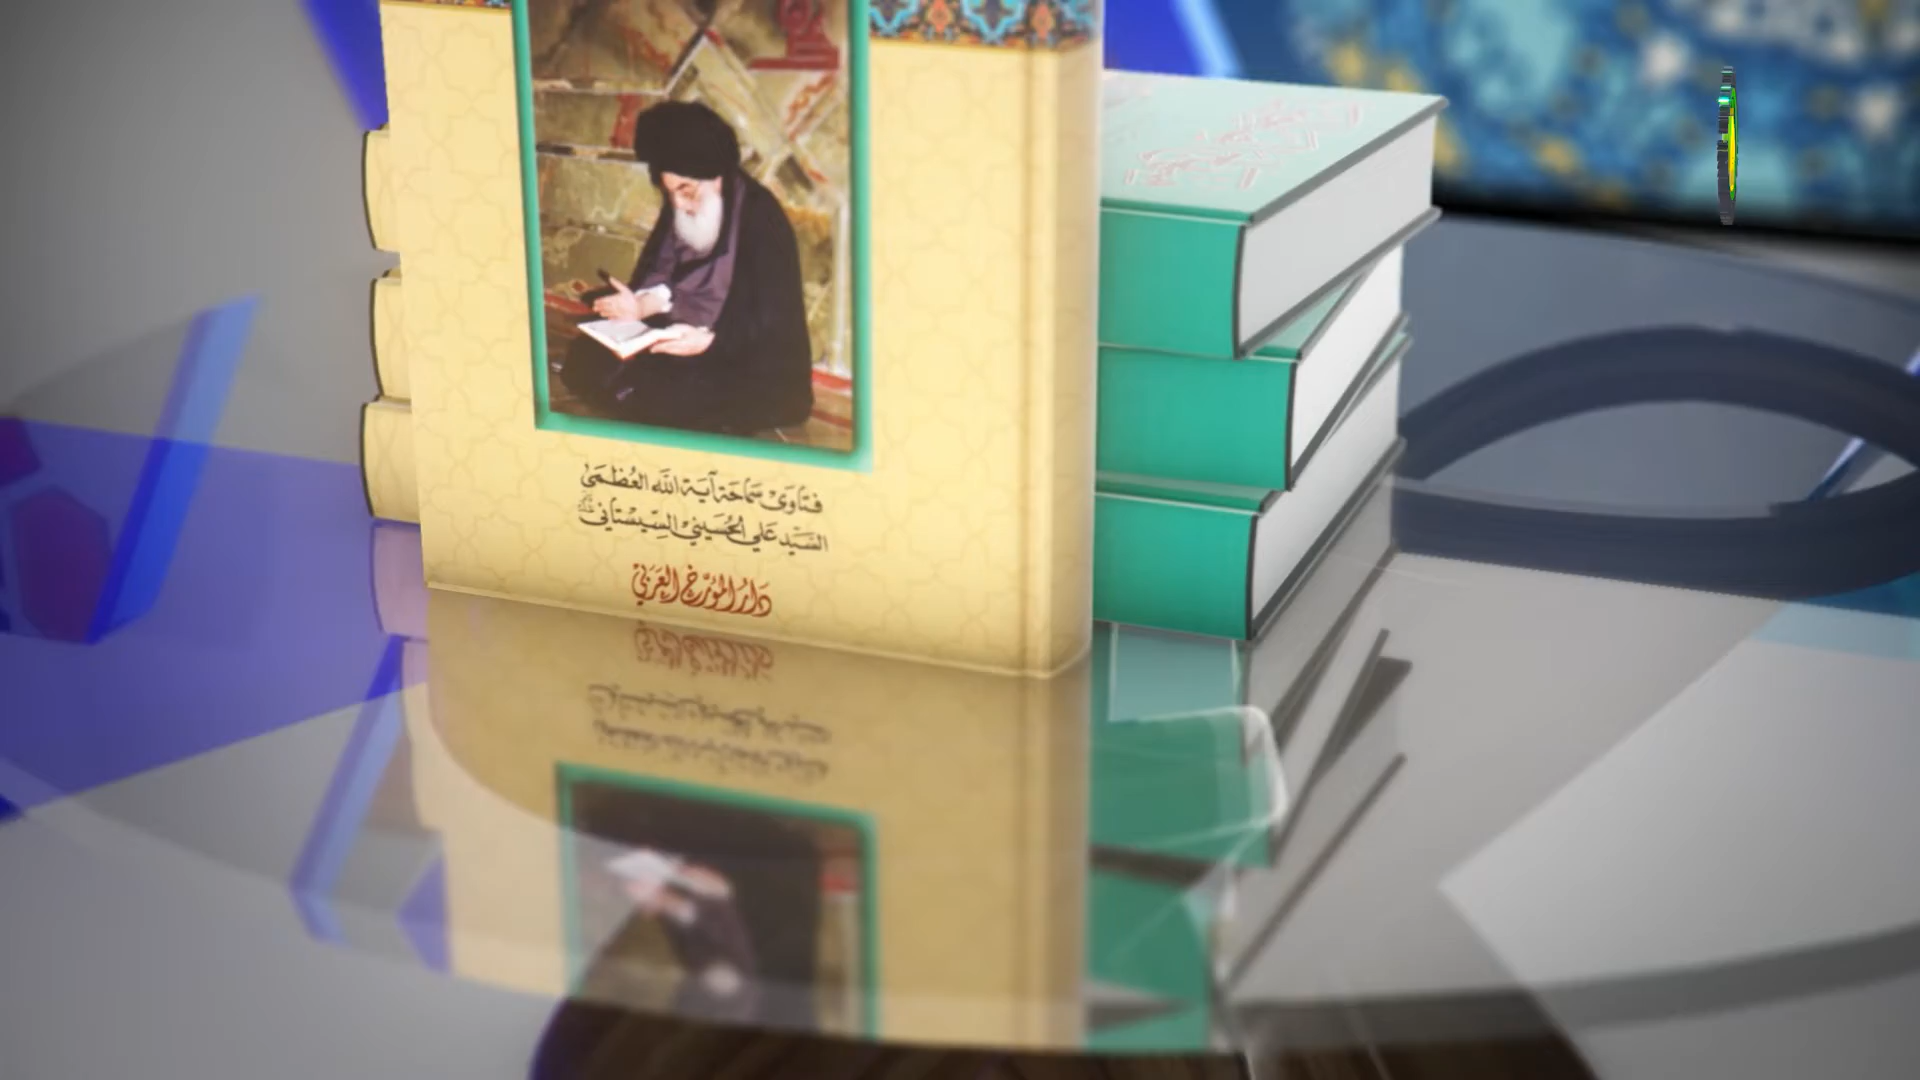 فتاوى سماحة آية الله العظمى
السيد علي الحسيني السيستاني
دار المؤرخ العربي